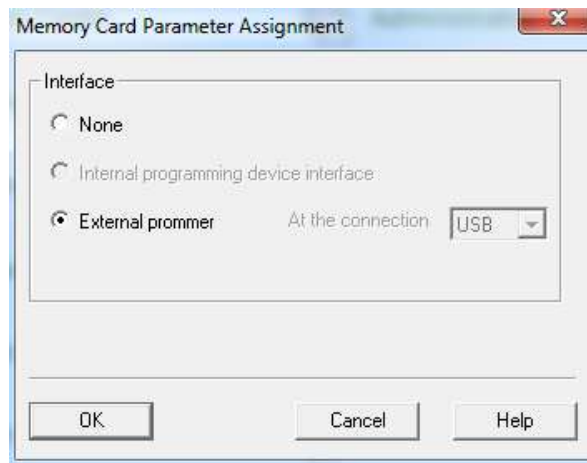 Memory Card Parameter Assignment
Interface
None
Internal programming device interface
External prommer At the connection USB
OK Cancel Help